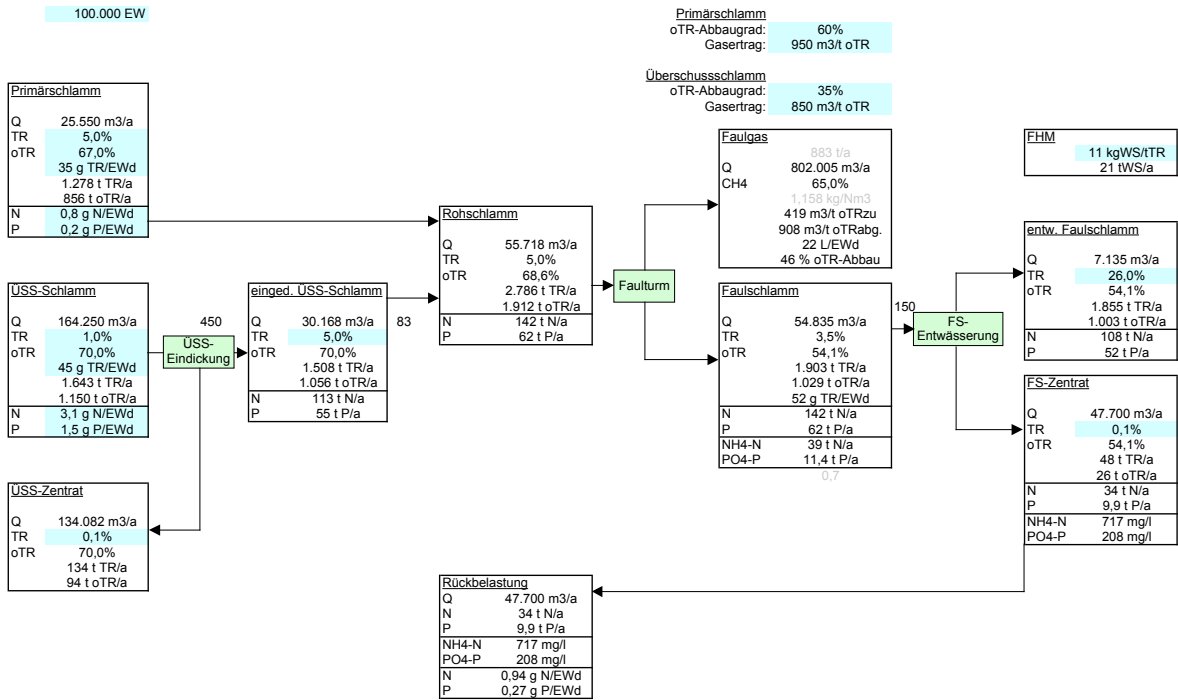 100.000 EW
Primärschlamm
oTR-Abbaugrad: 60%
Gasertrag: 950 m3/t oTR
Überschussschlamm
oTR-Abbaugrad: 35%
Gasertrag: 850 m3/t oTR
Primärschlamm
Q 25.550 m3/a
TR 5,0%
oTR 67,0%
35 g TR/EWd
1.278 t TR/a
856 t oTR/a
N 0,8 g N/EWd
P 0,2 g P/EWd
ÜSS-Schlamm
Q 164.250 m3/a
TR 1,0%
oTR 70,0%
45 g TR/EWd
1.643 t TR/a
1.150 t oTR/a
N 3,1 g N/EWd
P 1,5 g P/EWd
450
ÜSS-
Eindickung
ÜSS-Zentrat
Q 134.082 m3/a
TR 0,1%
oTR 70,0%
134 t TR/a
94 t oTR/a
einged. ÜSS-Schlamm
Q 30.168 m3/a
TR 5,0%
oTR 70,0%
1.508 t TR/a
1.056 t oTR/a
N 113 t N/a
P 55 t P/a
83
Rohschlamm
Q 55.718 m3/a
TR 5,0%
oTR 68,6%
2.786 t TR/a
1.912 t oTR/a
N 142 t N/a
P 62 t P/a
Faulturm
Faulgas
883 t/a
Q 802.005 m3/a
CH4 65,0%
1,158 kg/Nm3
419 m3/t oTRzu
908 m3/t oTRabg.
22 L/EWd
46 % oTR-Abbau
Faulschlamm
Q 54.835 m3/a
TR 3,5%
oTR 54,1%
1.903 t TR/a
1.029 t oTR/a
52 g TR/EWd
N 142 t N/a
P 62 t P/a
NH4-N 39 t N/a
PO4-P 11,4 t P/a
0,7
150
FS-
Entwässerung
FHM
11 kgWS/tTR
21 tWS/a
entw. Faulschlamm
Q 7.135 m3/a
TR 26,0%
oTR 54,1%
1.855 t TR/a
1.003 t oTR/a
N 108 t N/a
P 52 t P/a
FS-Zentrat
Q 47.700 m3/a
TR 0,1%
oTR 54,1%
48 t TR/a
26 t oTR/a
N 34 t N/a
P 9,9 t P/a
NH4-N 717 mg/l
PO4-P 208 mg/l
Rückbelastung
Q 47.700 m3/a
N 34 t N/a
P 9,9 t P/a
NH4-N 717 mg/l
PO4-P 208 mg/l
N 0,94 g N/EWd
P 0,27 g P/EWd